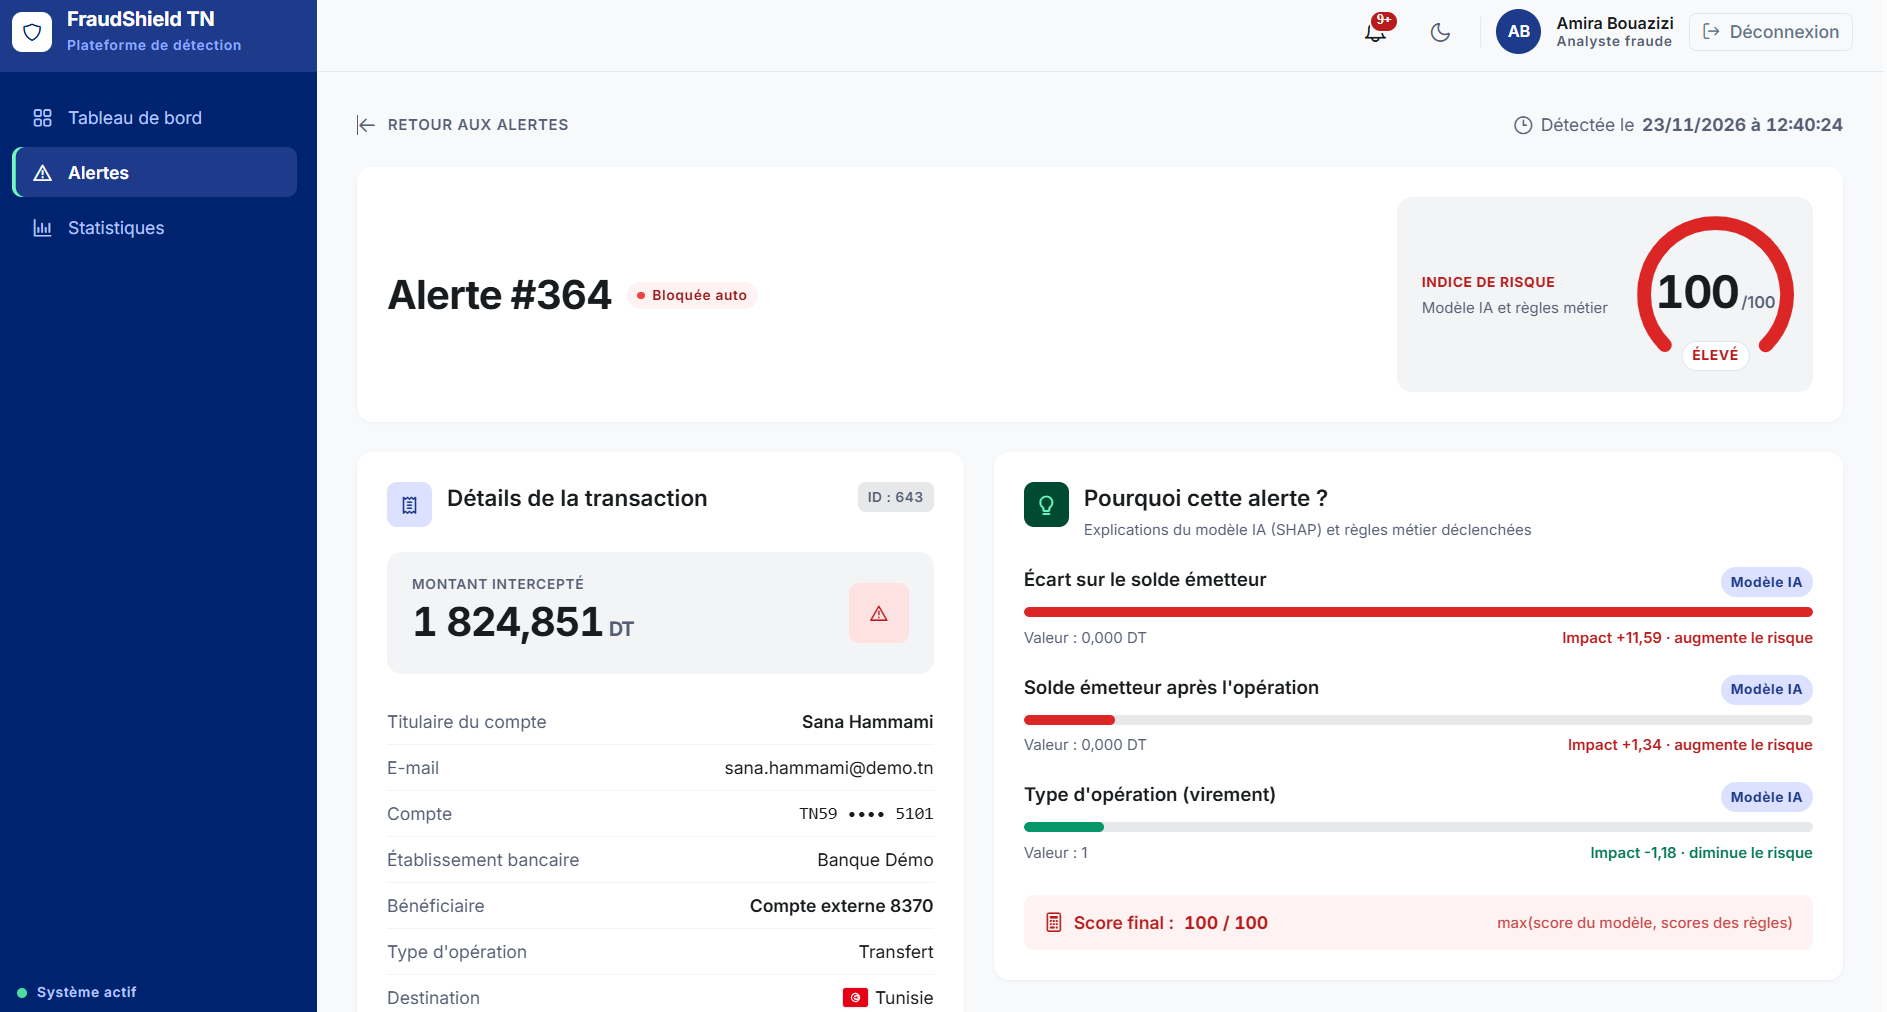 FraudShield TN
Plateforme de détection
Tableau de bord
Alertes
Statistiques
Système actif
9+
AB
Amira Bouazizi
Analyste fraude
Déconnexion
RETOUR AUX ALERTES
Détectée le 23/11/2026 à 12:40:24
Alerte #364
Bloquée auto
INDICE DE RISQUE
Modèle IA et règles métier
100/100
ÉLEVÉ
Détails de la transaction
ID : 643
MONTANT INTERCEPTÉ
1 824,851 DT
Titulaire du compte Sana Hammami
E-mail sana.hammami@demo.tn
Compte TN59 •••• 5101
Établissement bancaire Banque Démo
Bénéficiaire Compte externe 8370
Type d'opération Transfert
Destination Tunisie
Pourquoi cette alerte ?
Explications du modèle IA (SHAP) et règles métier déclenchées
Écart sur le solde émetteur Modèle IA
Valeur : 0,000 DT Impact +11,59 · augmente le risque
Solde émetteur après l'opération Modèle IA
Valeur : 0,000 DT Impact +1,34 · augmente le risque
Type d'opération (virement) Modèle IA
Valeur : 1 Impact -1,18 · diminue le risque
Score final : 100 / 100 max(score du modèle, scores des règles)